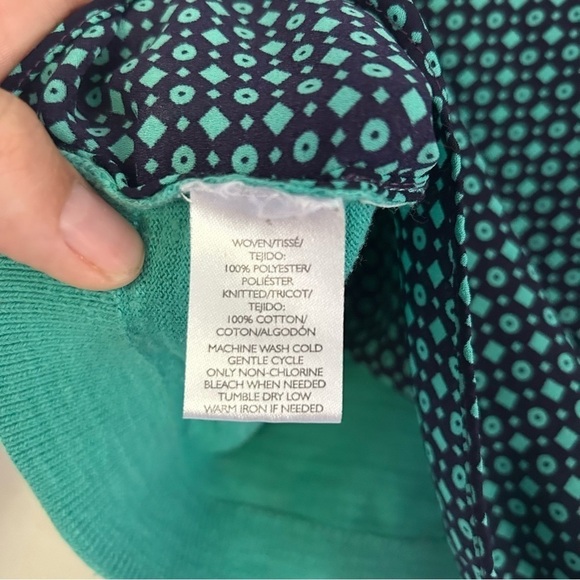 WOVEN/TISSÉ/
TEJIDO:
100% POLYESTER/
POLIÉSTER
KNITTED/TRICOT/
TEJIDO:
100% COTTON/
COTON/ALGODÓN
MACHINE WASH COLD
GENTLE CYCLE
ONLY NON-CHLORINE
BLEACH WHEN NEEDED
TUMBLE DRY LOW
WARM IRON IF NEEDED